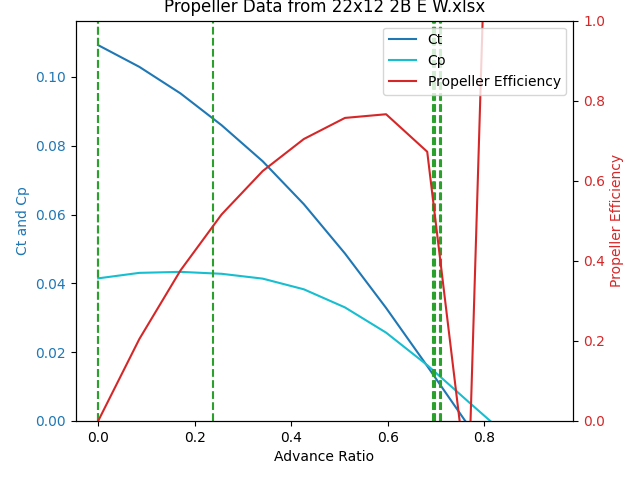 Propeller Data from 22x12 2B E W.xlsx
Ct
Cp
Propeller Efficiency
0.10
0.08
0.06
0.04
0.02
0.00
Ct and Cp
1.0
0.8
0.6
0.4
0.2
0.0
Propeller Efficiency
0.0 0.2 0.4 0.6 0.8
Advance Ratio